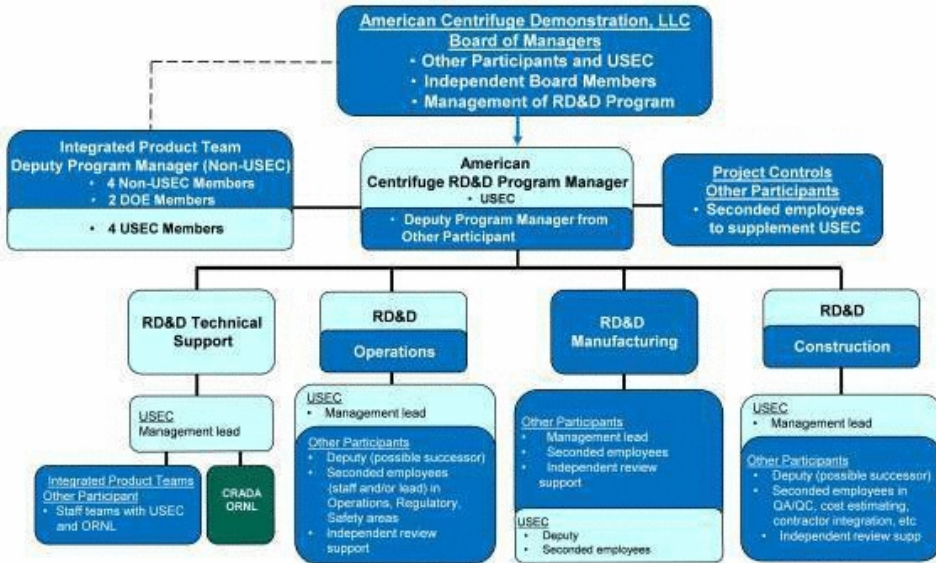 American Centrifuge Demonstration, LLC
Board of Managers
• Other Participants and USEC
• Independent Board Members
• Management of RD&D Program
Integrated Product Team
Deputy Program Manager (Non-USEC)
• 4 Non-USEC Members
• 2 DOE Members
• 4 USEC Members
American
Centrifuge RD&D Program Manager
• USEC
• Deputy Program Manager from
Other Participant
Project Controls
Other Participants
• Seconded employees
to supplement USEC
RD&D Technical
Support
USEC
Management lead
Integrated Product Teams
Other Participant
• Staff teams with USEC
and ORNL
CRADA
ORNL
RD&D
Operations
USEC
• Management lead
Other Participants
• Deputy (possible successor)
• Seconded employees
(staff and/or lead) in
Operations, Regulatory,
Safety areas
• Independent review
support
RD&D
Manufacturing
Other Participants
• Management lead
• Seconded employees
• Independent review
support
USEC
• Deputy
• Seconded employees
RD&D
Construction
USEC
• Management lead
Other Participants
• Deputy (possible successor)
• Seconded employees in
QA/QC, cost estimating,
contractor integration, etc
• Independent review supp